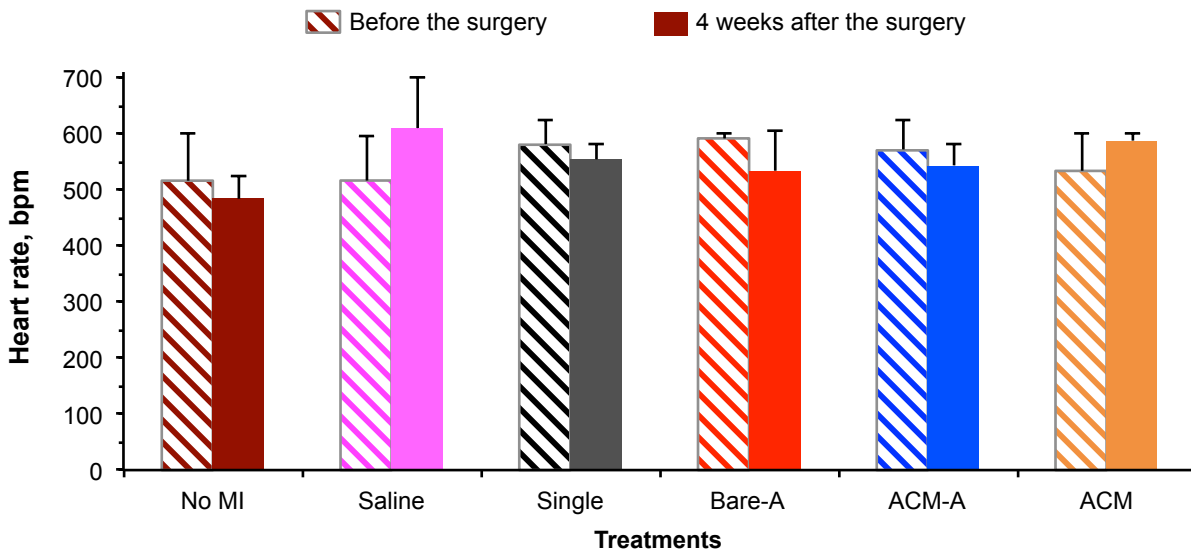 Before the surgery
4 weeks after the surgery
Heart rate, bpm
700
600
500
400
300
200
100
0
No MI
Saline
Single
Bare-A
ACM-A
ACM
Treatments